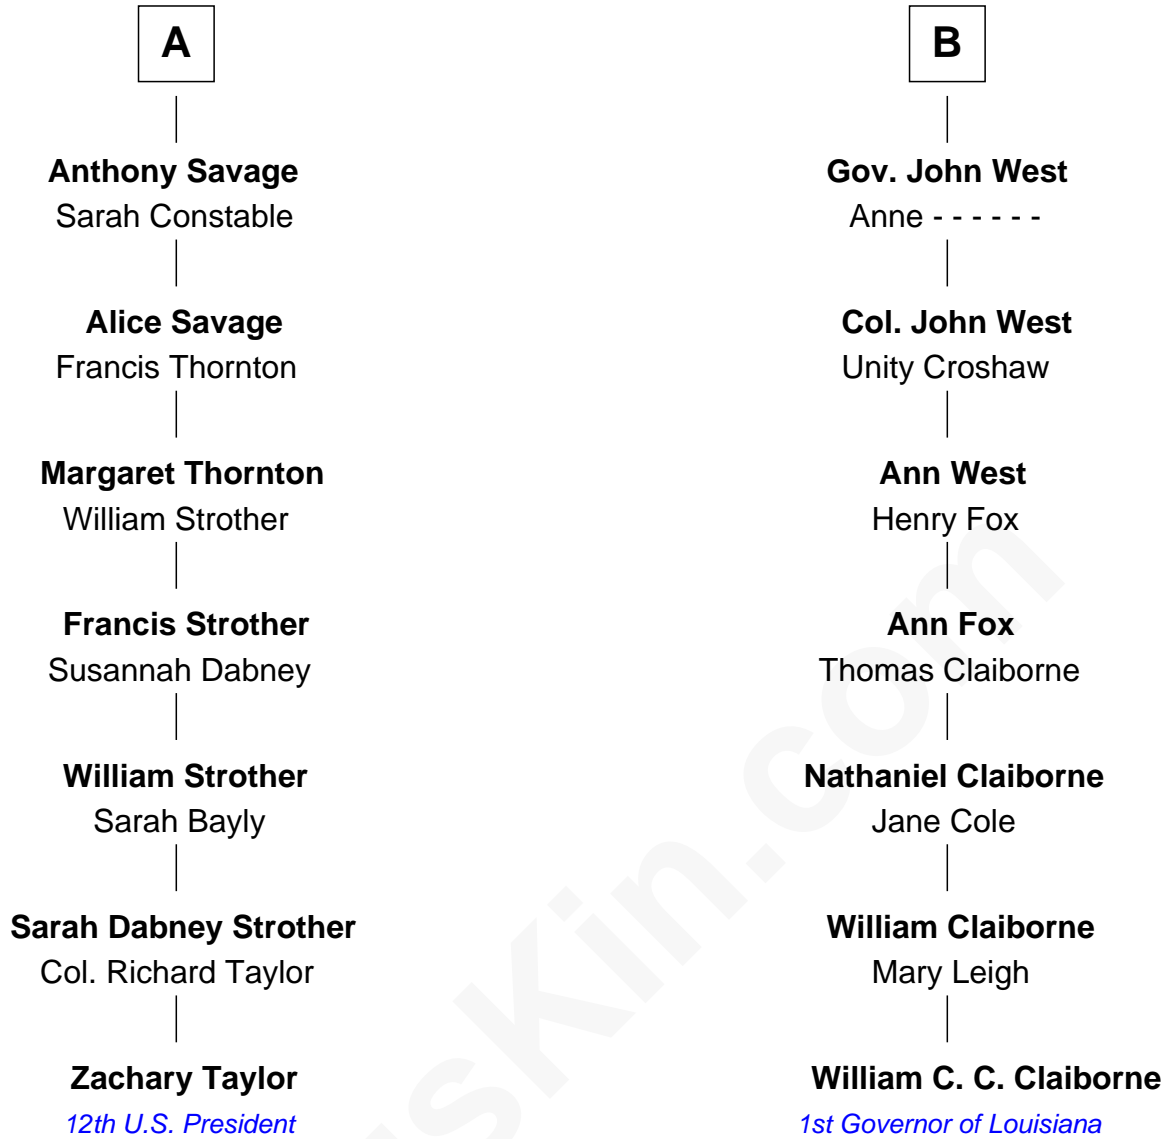 A
Anthony Savage
Sarah Constable
Alice Savage
Francis Thornton
Margaret Thornton
William Strother
Francis Strother
Susannah Dabney
William Strother
Sarah Bayly
Sarah Dabney Strother
Col. Richard Taylor
Zachary Taylor
12th U.S. President
B
Gov. John West
Anne - - - - - -
Col. John West
Unity Croshaw
Ann West
Henry Fox
Ann Fox
Thomas Claiborne
Nathaniel Claiborne
Jane Cole
William Claiborne
Mary Leigh
William C. C. Claiborne
1st Governor of Louisiana
sKin.com